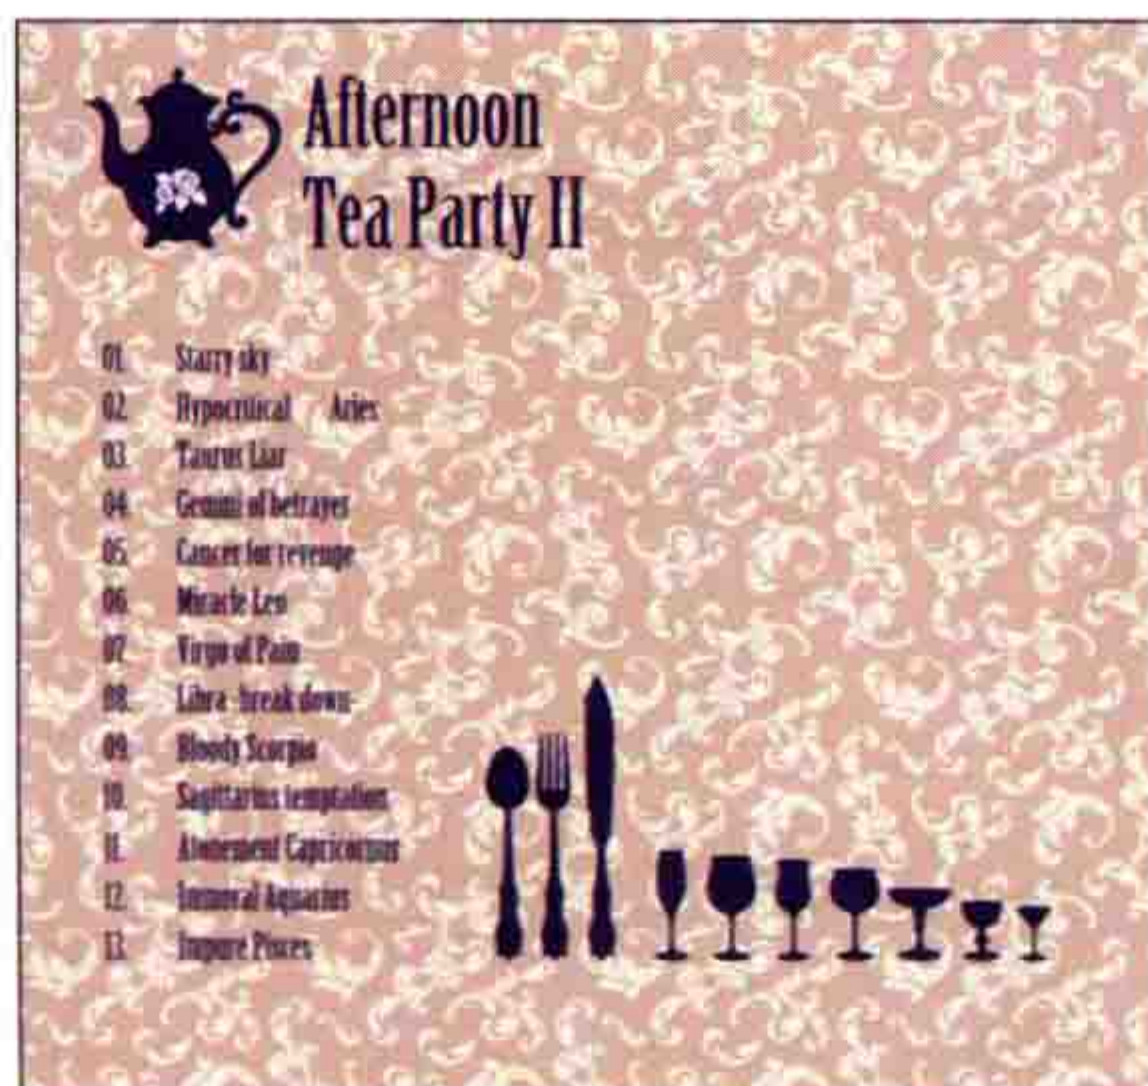 Afternoon
Tea Party II
01. Starry sky
02. Hypocritical Aries
03. Taurus Liar
04. Gemini of betrayer
05. Cancer for revenge
06. Miracle Leo
07. Virgo of Pain
08. Libra -break down-
09. Bloody Scorpio
10. Sagittarius temptation
11. Atonement Capricornus
12. Immoral Aquarius
13. Impure Pisces